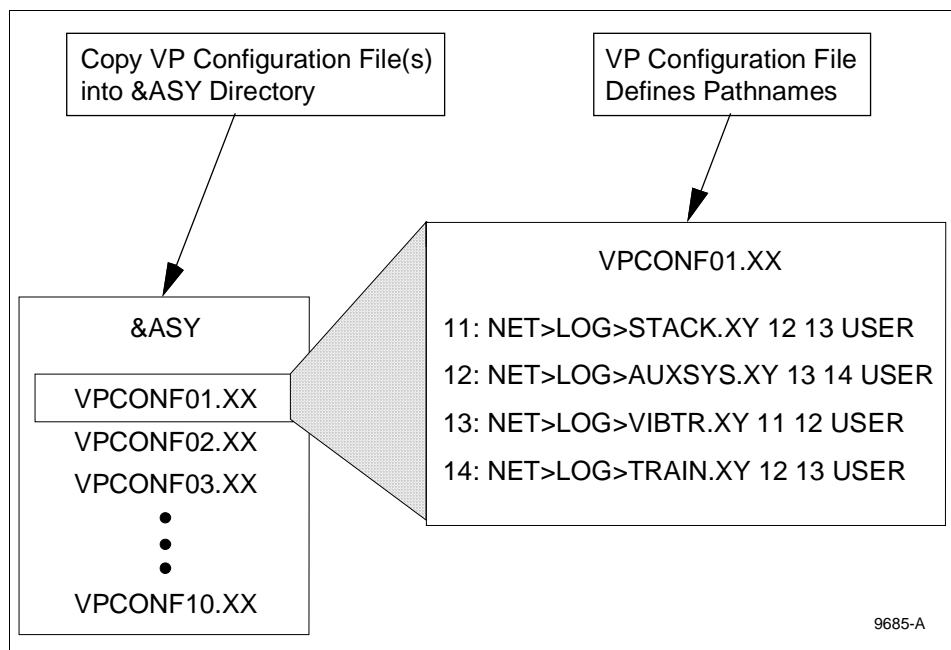 Copy VP Configuration File(s)
into &ASY Directory
VP Configuration File
Defines Pathnames
&ASY
VPCONF01.XX
VPCONF02.XX
VPCONF03.XX
VPCONF10.XX
VPCONF01.XX
11: NET>LOG>STACK.XY 12 13 USER
12: NET>LOG>AUXSYS.XY 13 14 USER
13: NET>LOG>VIBTR.XY 11 12 USER
14: NET>LOG>TRAIN.XY 12 13 USER
9685-A